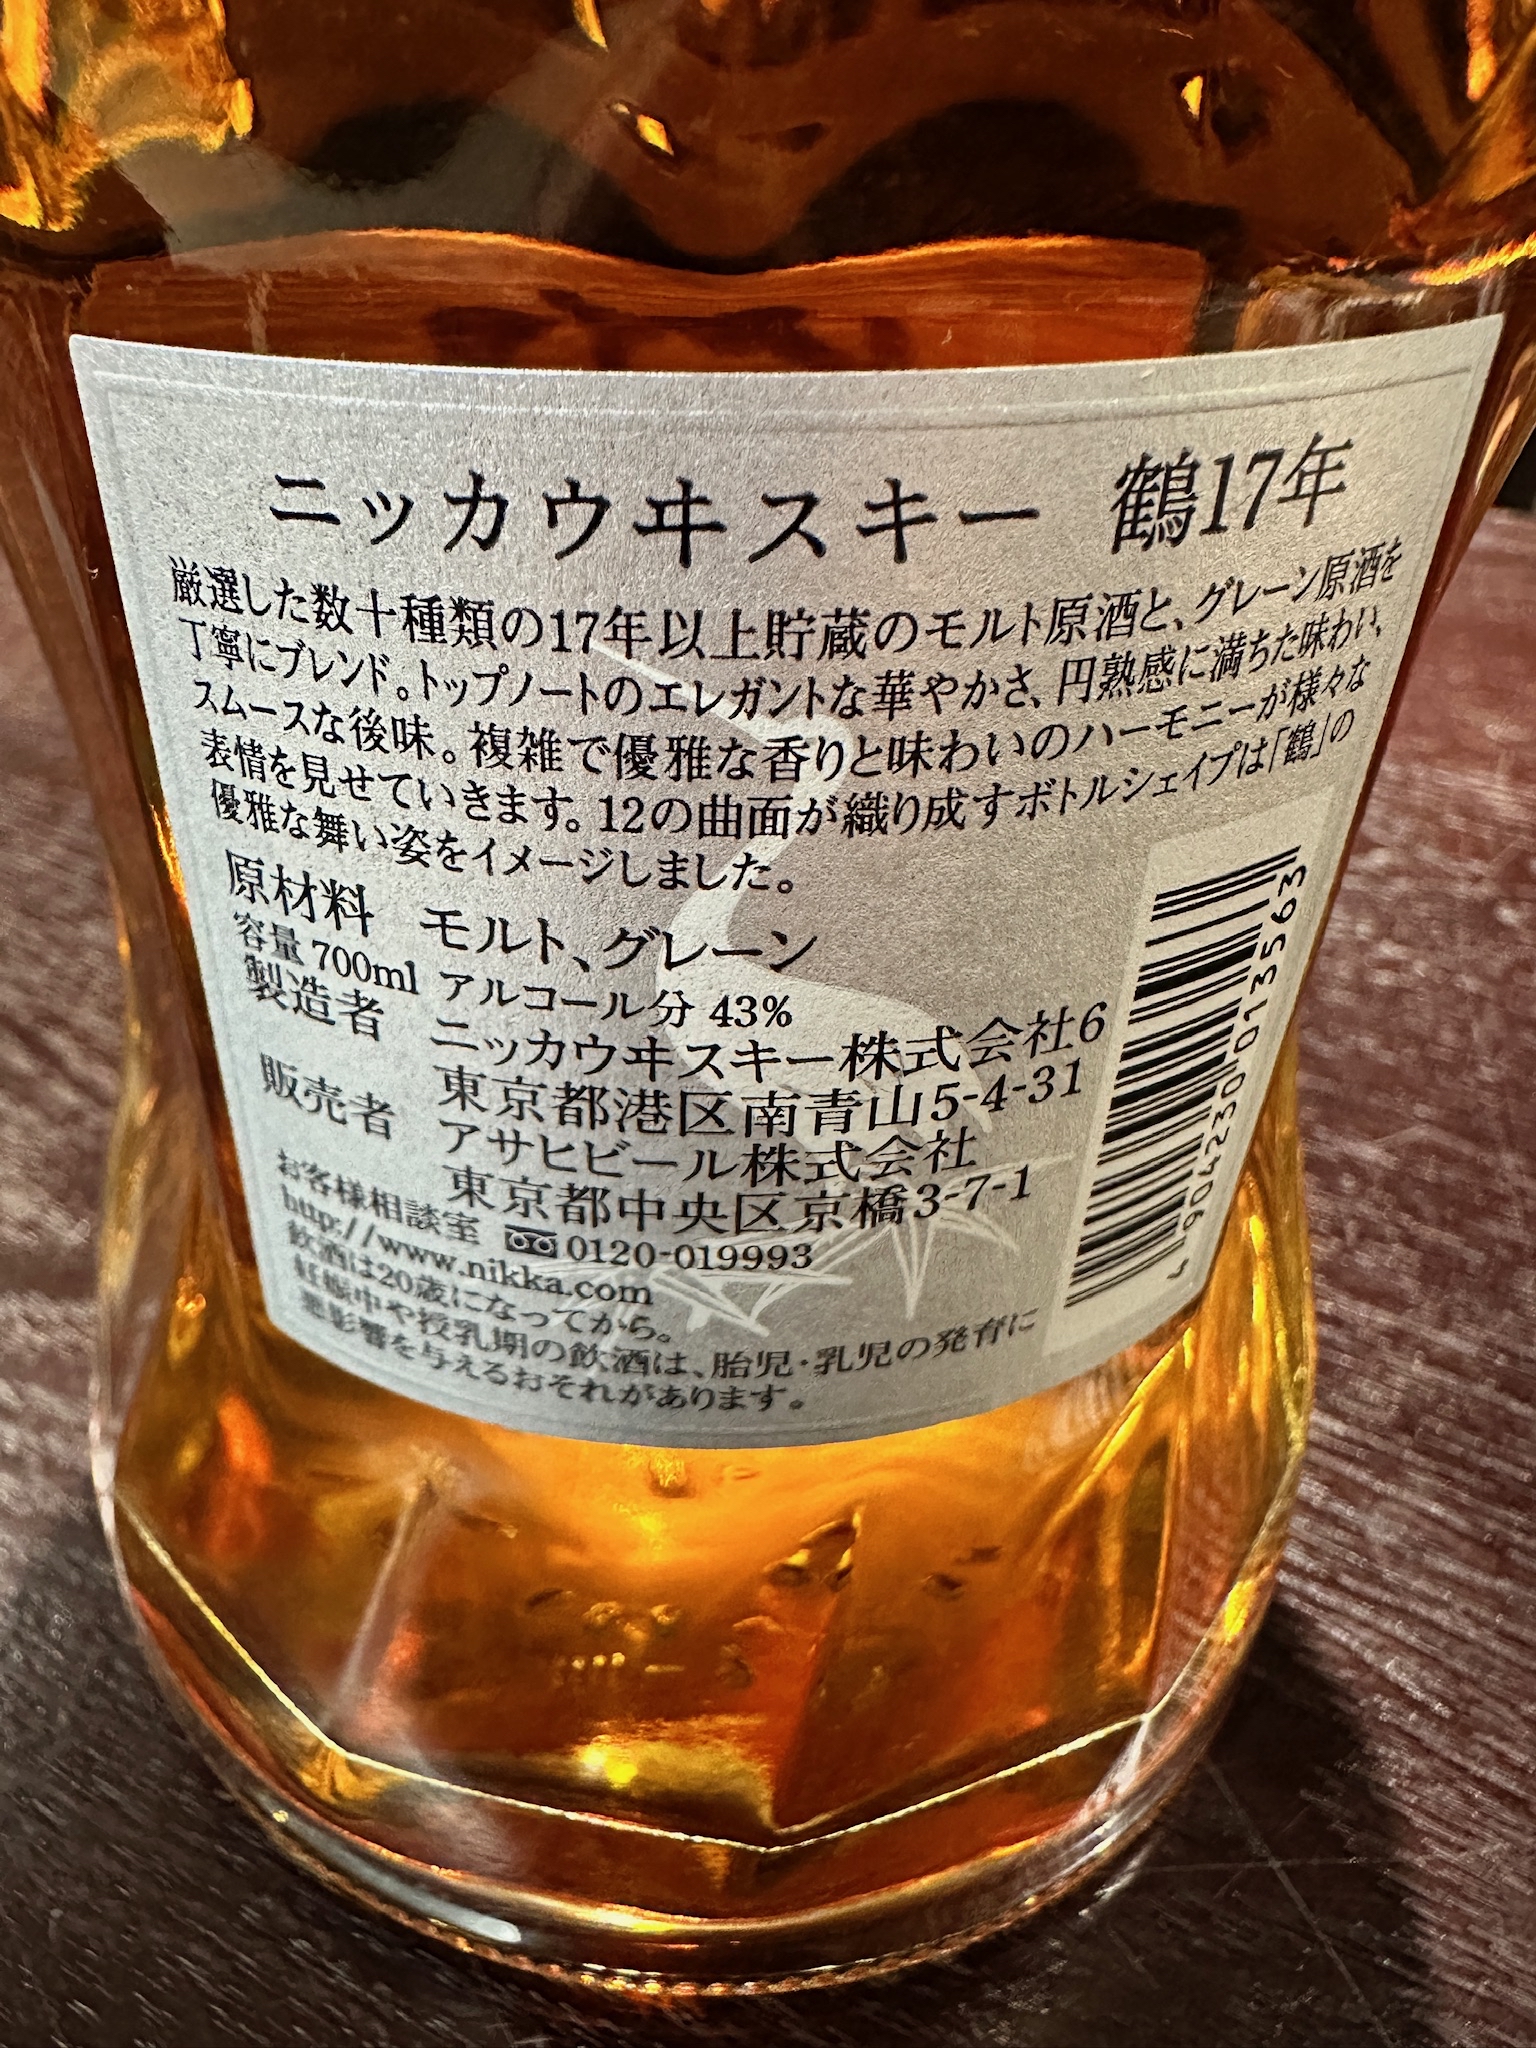 ニッカウヰスキー 鶴17年
厳選した数十種類の17年以上貯蔵のモルト原酒と、グレーン原酒を
丁寧にブレンド。トップノートのエレガントな華やかさ、円熟感に満ちた味わい、
スムースな後味。複雑で優雅な香りと味わいのハーモニーが様々な
表情を見せていきます。12の曲面が織り成すボトルシェイプは「鶴」の
優雅な舞い姿をイメージしました。
原材料 モルト、グレーン
容量 700ml アルコール分 43%
製造者 ニッカウヰスキー株式会社6
東京都港区南青山5-4-31
販売者 アサヒビール株式会社
東京都中央区京橋3-7-1
お客様相談室 0120-019993
http://www.nikka.com
飲酒は20歳になってから。
妊娠中や授乳期の飲酒は、胎児・乳児の発育に
悪影響を与えるおそれがあります。
4 904230 013563